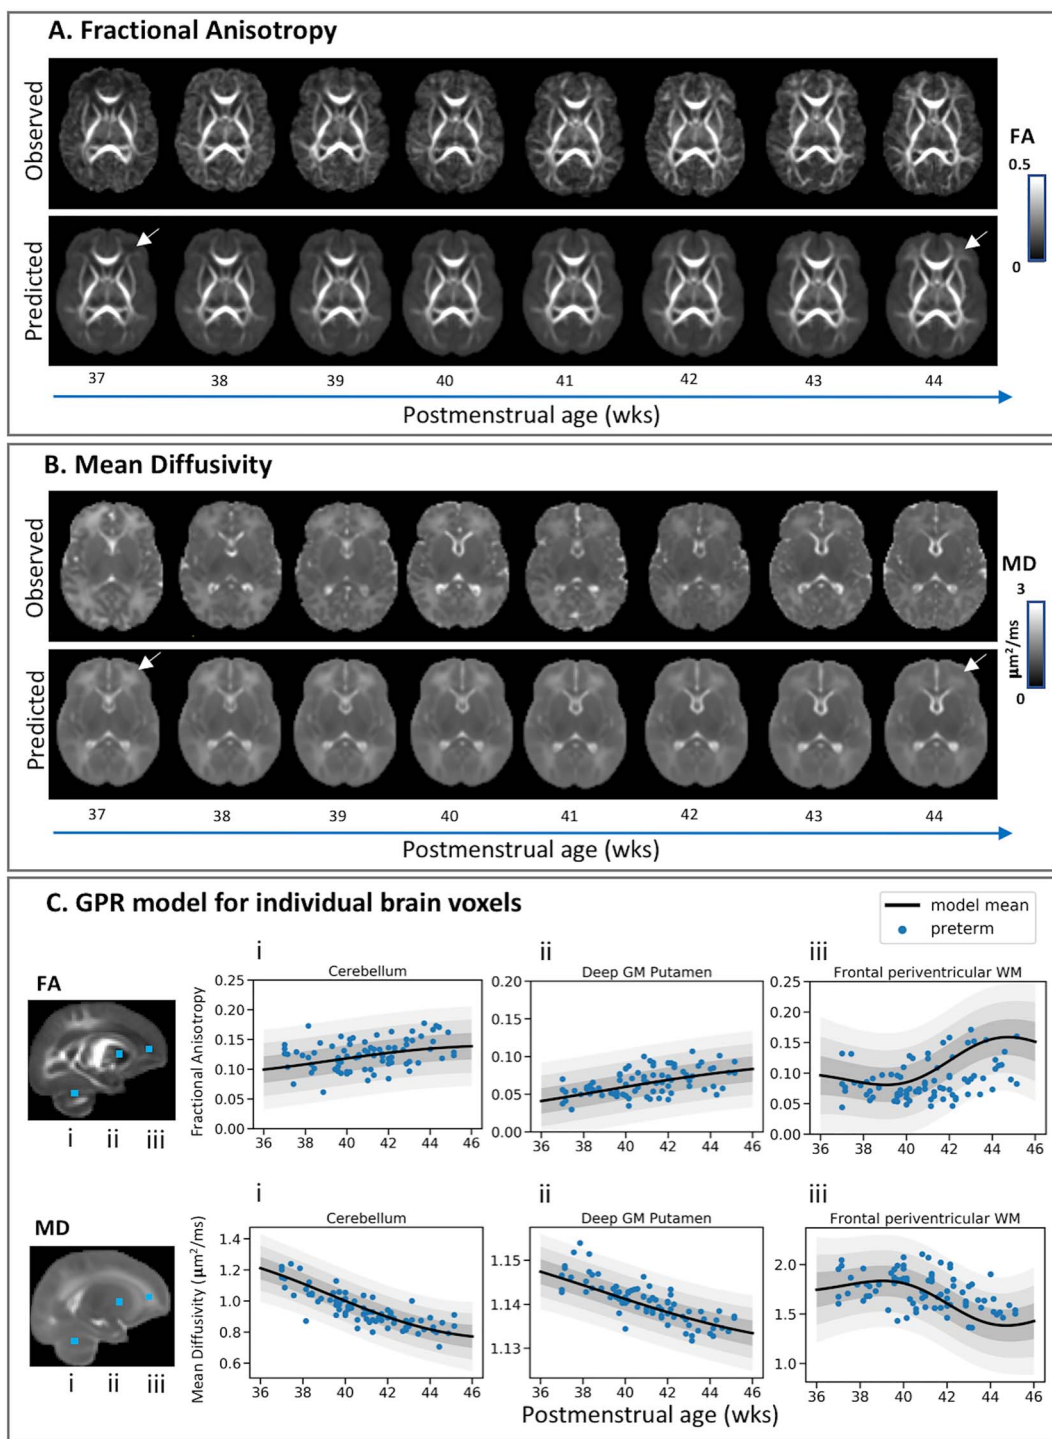 A. Fractional Anisotropy
Observed
FA
0.5
0
Predicted
37 38 39 40 41 42 43 44
Postmenstrual age (wks)
B. Mean Diffusivity
Observed
MD
3
μm²/ms
0
Predicted
37 38 39 40 41 42 43 44
Postmenstrual age (wks)
C. GPR model for individual brain voxels
model mean
preterm
FA
i ii iii
i
Cerebellum
Fractional Anisotropy
0.25
0.20
0.15
0.10
0.05
0.00
36 38 40 42 44 46
ii
Deep GM Putamen
0.20
0.15
0.10
0.05
0.00
36 38 40 42 44 46
iii
Frontal periventricular WM
0.25
0.20
0.15
0.10
0.05
0.00
36 38 40 42 44 46
MD
i ii iii
i
Cerebellum
Mean Diffusivity (μm²/ms)
1.4
1.2
1.0
0.8
0.6
36 38 40 42 44 46
ii
Deep GM Putamen
1.15
1.14
1.13
36 38 40 42 44 46
iii
Frontal periventricular WM
2.0
1.5
1.0
36 38 40 42 44 46
Postmenstrual age (wks)